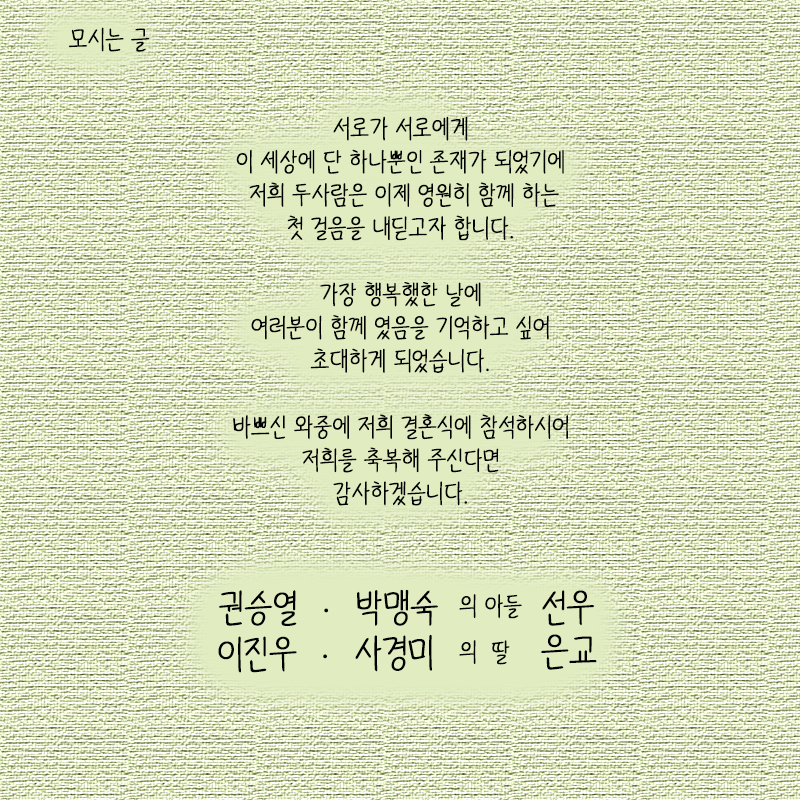 모시는 글
서로가 서로에게
이 세상에 단 하나뿐인 존재가 되었기에
저희 두사람은 이제 영원히 함께 하는
첫 걸음을 내딛고자 합니다.
가장 행복했한 날에
여러분이 함께 였음을 기억하고 싶어
초대하게 되었습니다.
바쁘신 와중에 저희 결혼식에 참석하시어
저희를 축복해 주신다면
감사하겠습니다.
권승열 · 박맹숙 의 아들 선우
이진우 · 사경미 의 딸 은교